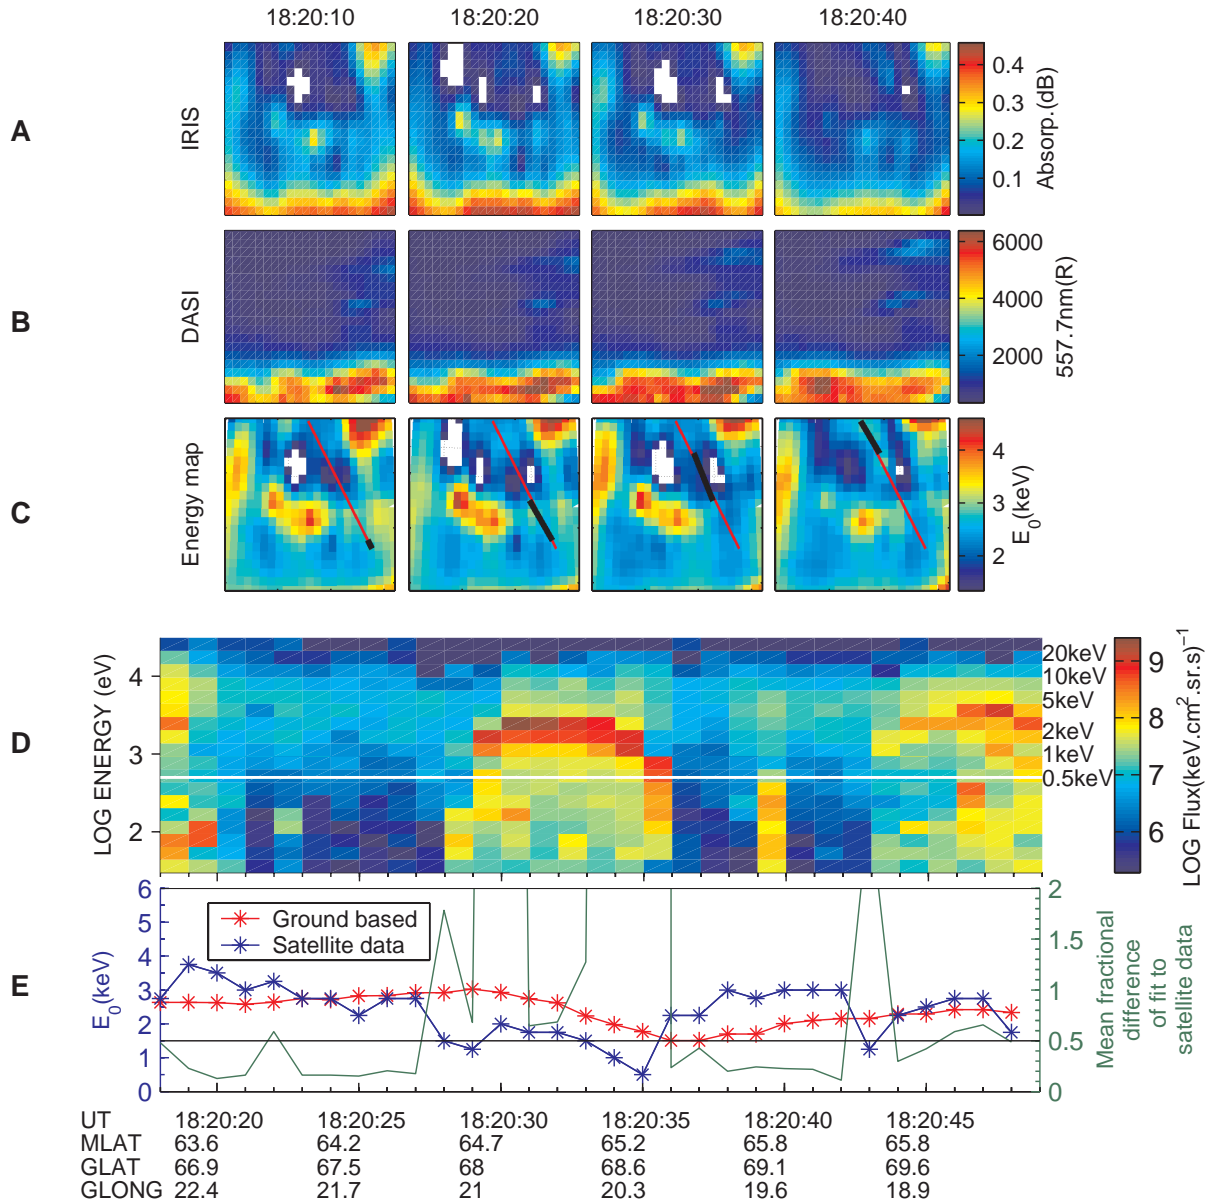 18:20:10 18:20:20 18:20:30 18:20:40
A
IRIS
0.4
0.3
0.2
0.1
Absorp.(dB)
B
DASI
6000
4000
2000
557.7nm(R)
C
Energy map
4
3
2
E0(keV)
D
LOG ENERGY (eV)
4
3
2
20keV
10keV
5keV
2keV
1keV
0.5keV
9
8
7
6
LOG Flux(keV.cm².sr.s)⁻¹
E
E0(keV)
6
5
4
3
2
1
0
Ground based
Satellite data
2
1.5
1
0.5
0
Mean fractional
difference
of fit to
satellite data
UT 18:20:20 18:20:25 18:20:30 18:20:35 18:20:40 18:20:45
MLAT 63.6 64.2 64.7 65.2 65.8 65.8
GLAT 66.9 67.5 68 68.6 69.1 69.6
GLONG 22.4 21.7 21 20.3 19.6 18.9